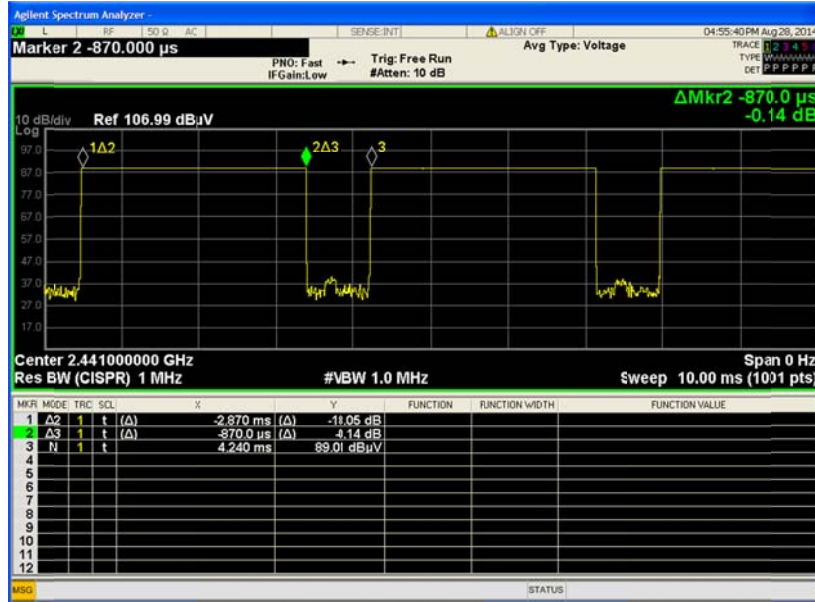 Agilent Spectrum Analyzer -
L RF 50 Ω AC SENSE:INT ALIGN OFF 04:55:40 PM Aug 28, 2014
Marker 2 -870.000 µs Avg Type: Voltage TRACE 1 2 3 4 5
PNO: Fast Trig: Free Run TYPE
IFGain:Low #Atten: 10 dB DET P P P P P
ΔMkr2 -870.0 µs
10 dB/div Ref 106.99 dBµV -0.14 dB
Log
97.0 1Δ2 2Δ3 3
87.0
77.0
67.0
57.0
47.0
37.0
27.0
17.0
Center 2.441000000 GHz Span 0 Hz
Res BW (CISPR) 1 MHz #VBW 1.0 MHz Sweep 10.00 ms (1001 pts)
MKR MODE TRC SCL X Y FUNCTION FUNCTION WIDTH FUNCTION VALUE
1 Δ2 1 t (Δ) -2.870 ms (Δ) -18.05 dB
2 Δ3 1 t (Δ) -870.0 µs (Δ) dB
3 N 1 t 4.240 ms 89.01 dBµV
4
5
6
7
8
9
10
11
12
MSG STATUS